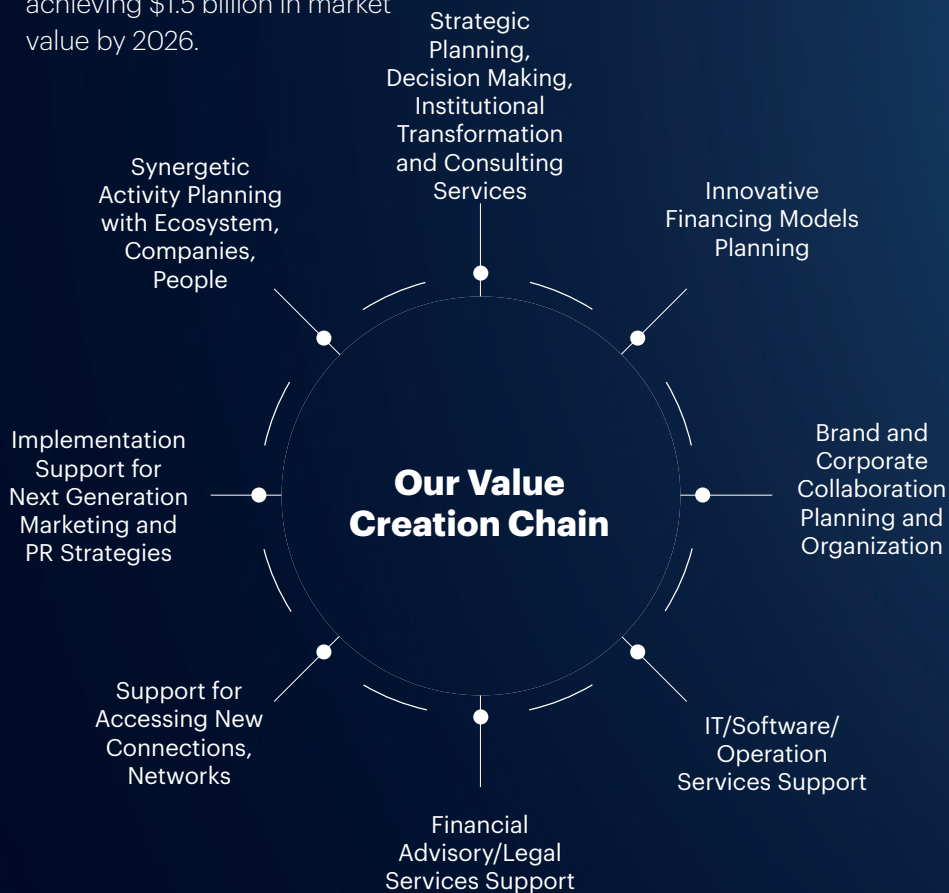 achieving $1.5 billion in market
value by 2026.
Strategic
Planning,
Decision Making,
Institutional
Transformation
and Consulting
Services
Innovative
Financing Models
Planning
Brand and
Corporate
Collaboration
Planning and
Organization
IT/Software/
Operation
Services Support
Financial
Advisory/Legal
Services Support
Support for
Accessing New
Connections,
Networks
Implementation
Support for
Next Generation
Marketing and
PR Strategies
Synergetic
Activity Planning
with Ecosystem,
Companies,
People
Our Value
Creation Chain